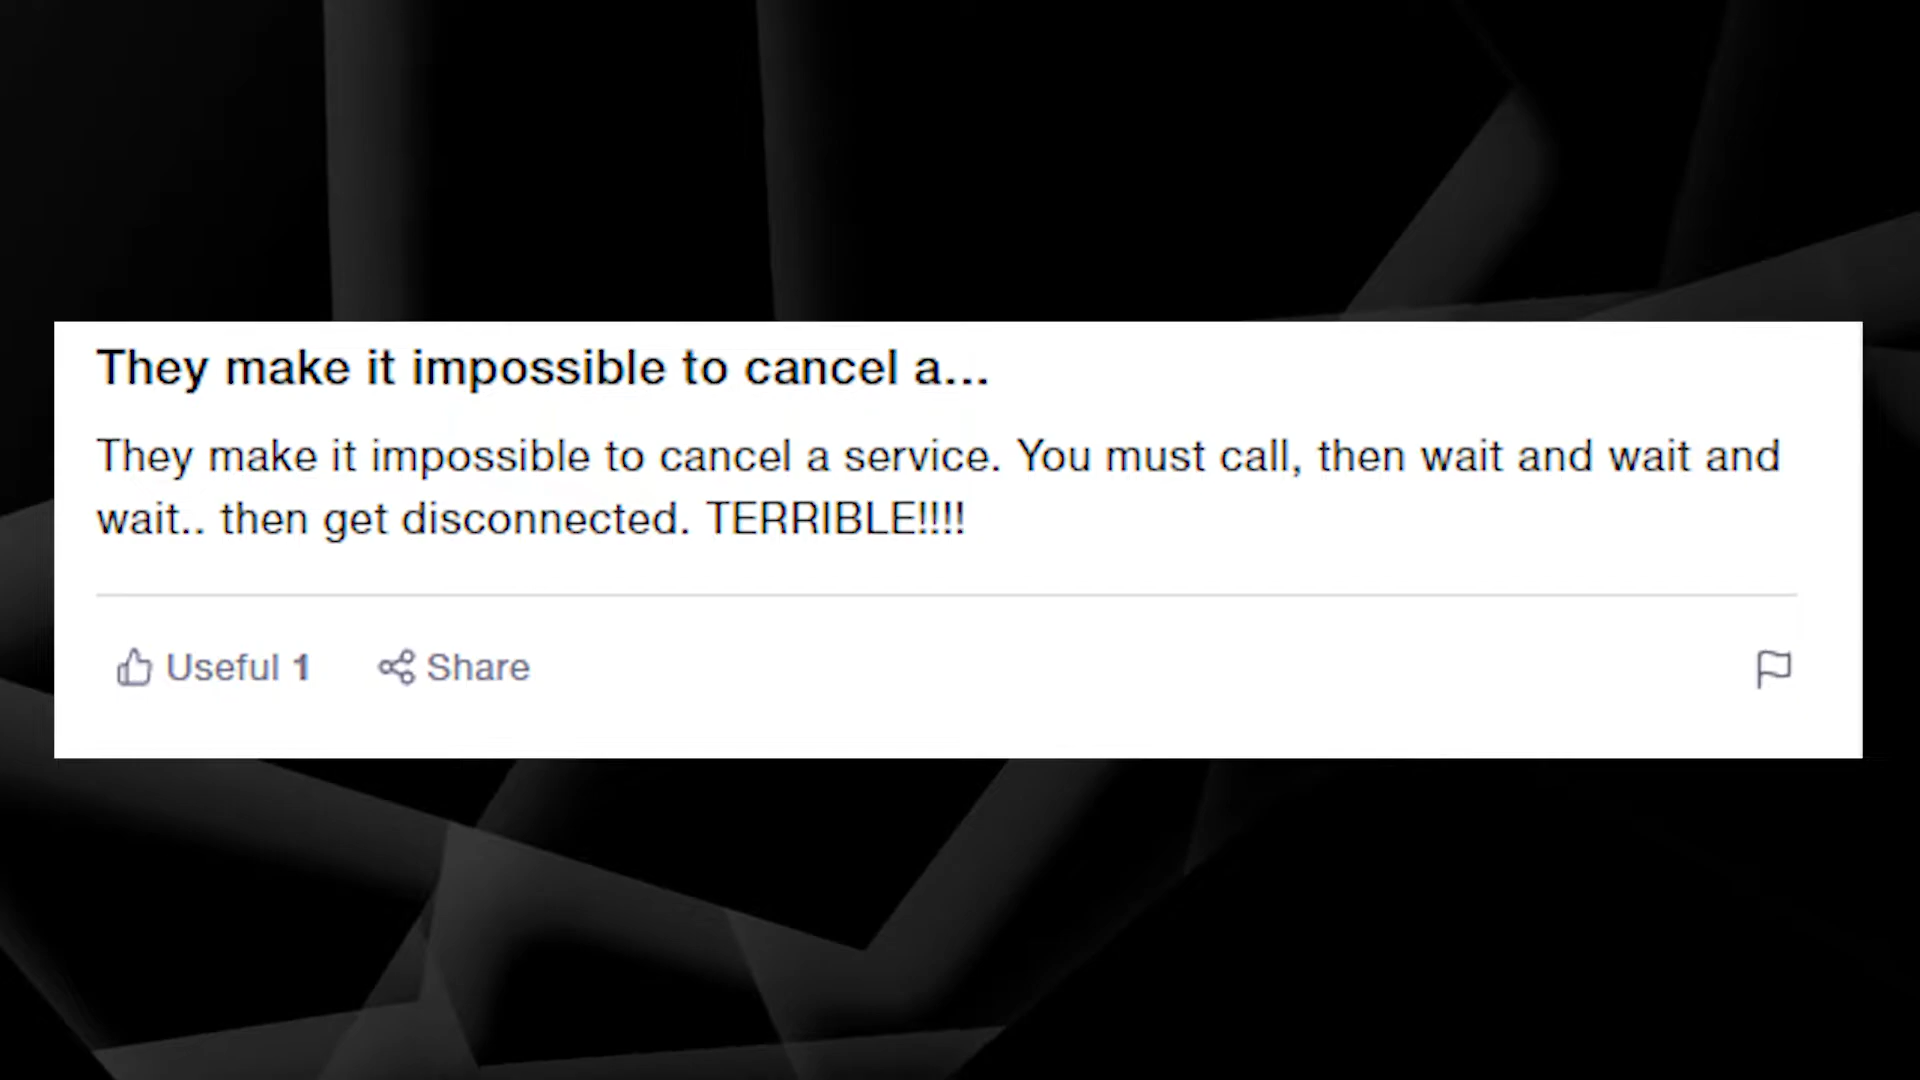 They make it impossible to cancel a...
They make it impossible to cancel a service. You must call, then wait and wait and
wait.. then get disconnected. TERRIBLE!!!!
Useful 1 Share